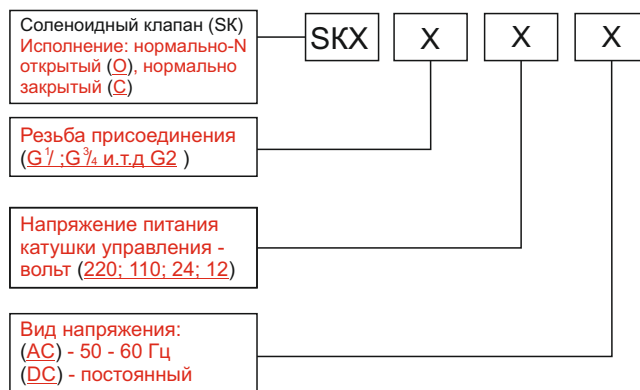 Соленоидный клапан (SK)
Исполнение: нормально-N
открытый (O), нормально
закрытый (C)
SKX X X X
Резьба присоединения
(G¹/ ;G³/₄ и.т.д G2 )
Напряжение питания
катушки управления -
вольт (220; 110; 24; 12)
Вид напряжения:
(AC) - 50 - 60 Гц
(DC) - постоянный